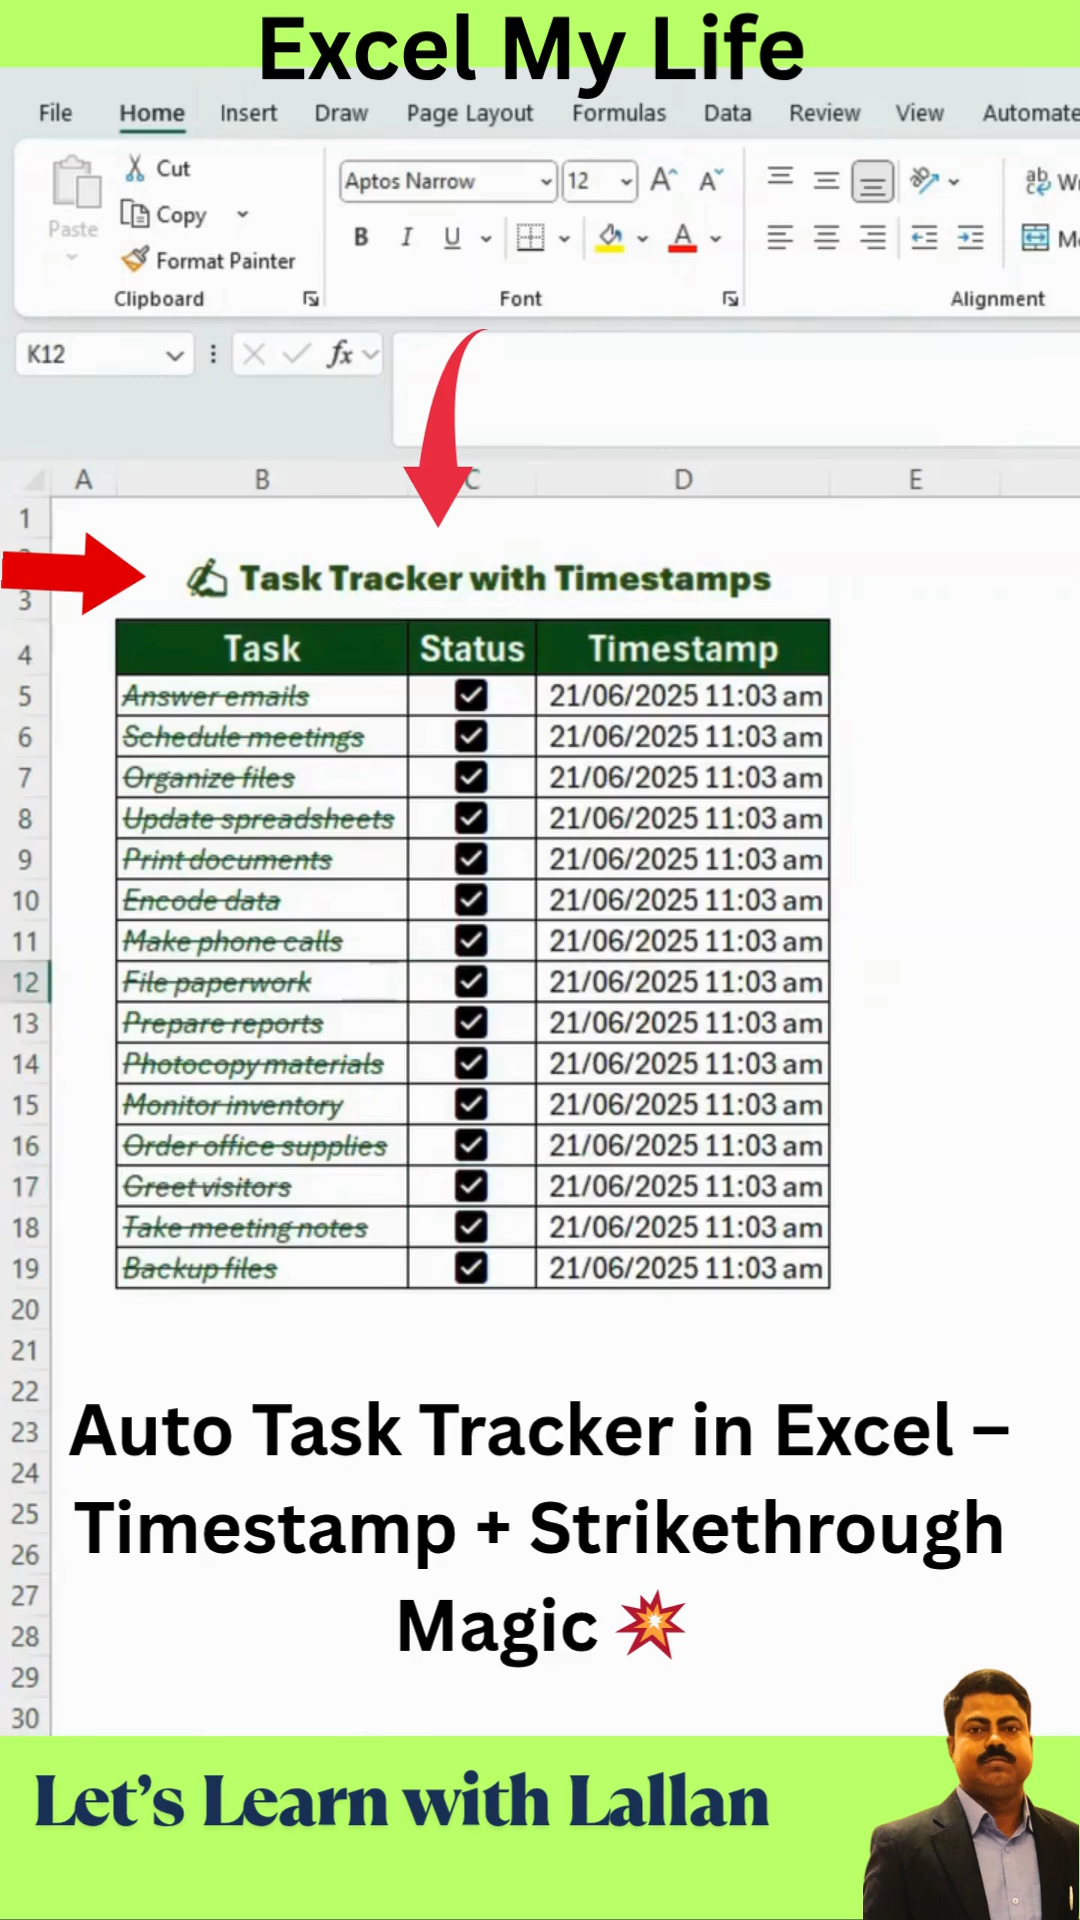 Excel My Life
File Home Insert Draw Page Layout Formulas Data Review View Automate
Cut
Aptos Narrow 12
Copy
Paste
B I U
Format Painter
Clipboard Font Alignment
K12 fx
A B C D E
1
Task Tracker with Timestamps
3
4 Task Status Timestamp
5 Answer emails 21/06/2025 11:03 am
6 Schedule meetings 21/06/2025 11:03 am
7 Organize files 21/06/2025 11:03 am
8 Update spreadsheets 21/06/2025 11:03 am
9 Print documents 21/06/2025 11:03 am
10 Encode data 21/06/2025 11:03 am
11 Make phone calls 21/06/2025 11:03 am
12 File paperwork 21/06/2025 11:03 am
13 Prepare reports 21/06/2025 11:03 am
14 Photocopy materials 21/06/2025 11:03 am
15 Monitor inventory 21/06/2025 11:03 am
16 Order office supplies 21/06/2025 11:03 am
17 Greet visitors 21/06/2025 11:03 am
18 Take meeting notes 21/06/2025 11:03 am
19 Backup files 21/06/2025 11:03 am
20
21
22
23
24
25
26
27
28
29
30
Auto Task Tracker in Excel –
Timestamp + Strikethrough
Magic 💥
Let's Learn with Lallan